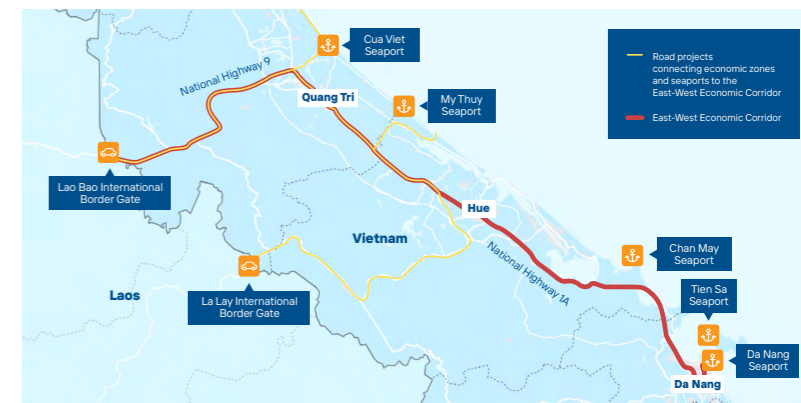 Cua Viet
Seaport
National Highway 9
Quang Tri
My Thuy
Seaport
Road projects
connecting economic zones
and seaports to the
East-West Economic Corridor
East-West Economic Corridor
Lao Bao International
Border Gate
Hue
Vietnam
National Highway 1A
Chan May
Seaport
Laos
La Lay International
Border Gate
Tien Sa
Seaport
Da Nang
Seaport
Da Nang